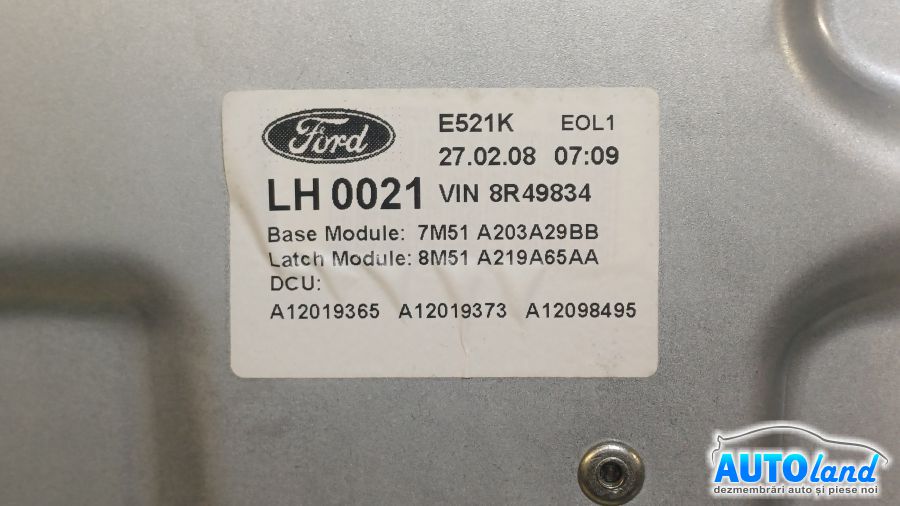 Ford
E521K EOL1
27.02.08 07:09
LH 0021 VIN 8R49834
Base Module: 7M51 A203A29BB
Latch Module: 8M51 A219A65AA
DCU:
A12019365 A12019373 A12098495
AUTOland
dezmembrări auto și piese noi